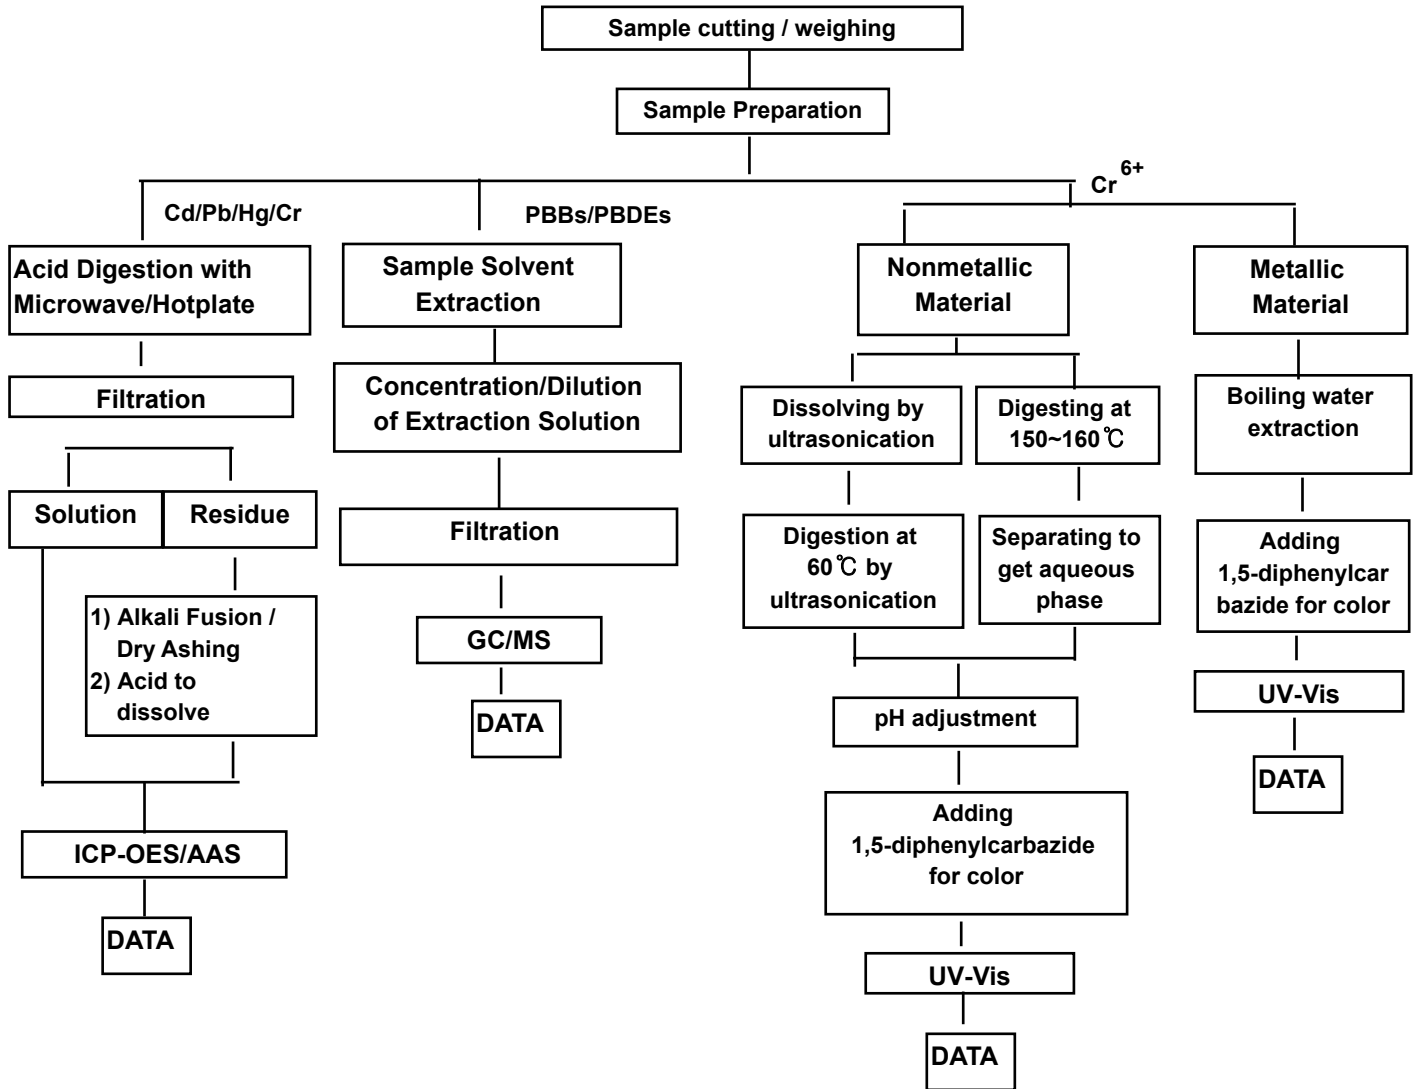 Sample cutting / weighing
Sample Preparation
Cd/Pb/Hg/Cr
Acid Digestion with
Microwave/Hotplate
Filtration
Solution
Residue
1) Alkali Fusion /
Dry Ashing
2) Acid to
dissolve
ICP-OES/AAS
DATA
PBBs/PBDEs
Sample Solvent
Extraction
Concentration/Dilution
of Extraction Solution
Filtration
GC/MS
DATA
Cr 6+
Nonmetallic
Material
Dissolving by
ultrasonication
Digestion at
60℃ by
ultrasonication
Digesting at
150~160℃
Separating to
get aqueous
phase
pH adjustment
Adding
1,5-diphenylcarbazide
for color
UV-Vis
DATA
Metallic
Material
Boiling water
extraction
Adding
1,5-diphenylcar
bazide for color
UV-Vis
DATA